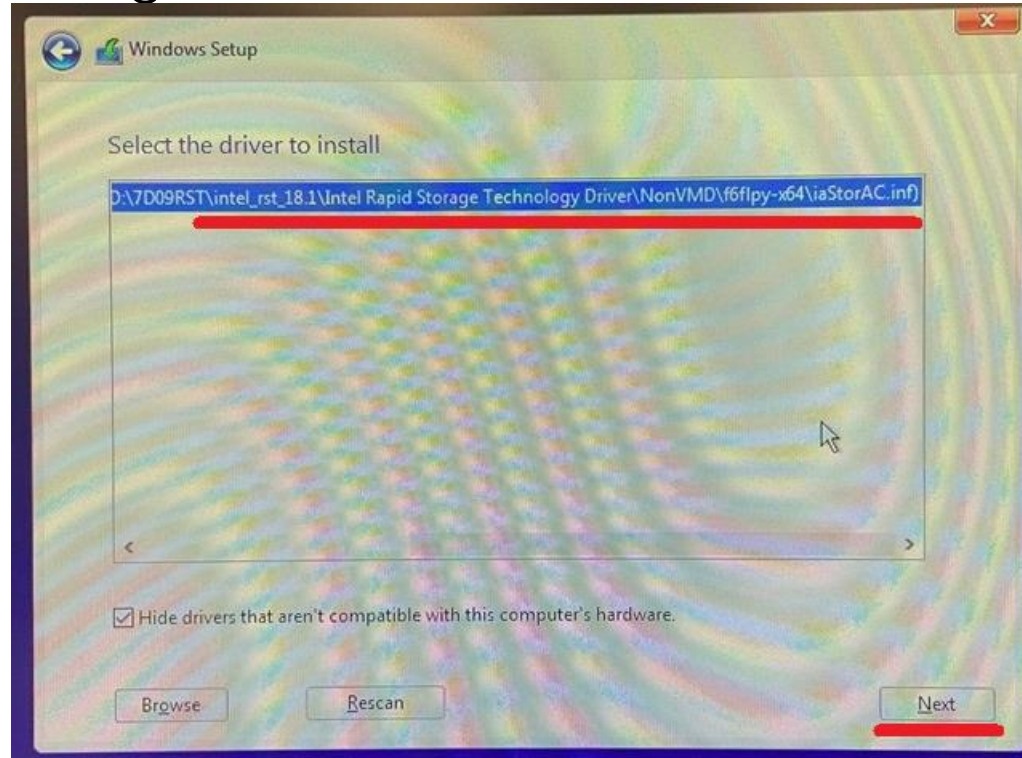 Windows Setup
Select the driver to install
D:\7D09RST\intel_rst_18.1\Intel Rapid Storage Technology Driver\NonVMD\f6flpy-x64\iaStorAC.inf)
Hide drivers that aren't compatible with this computer's hardware.
Browse Rescan Next